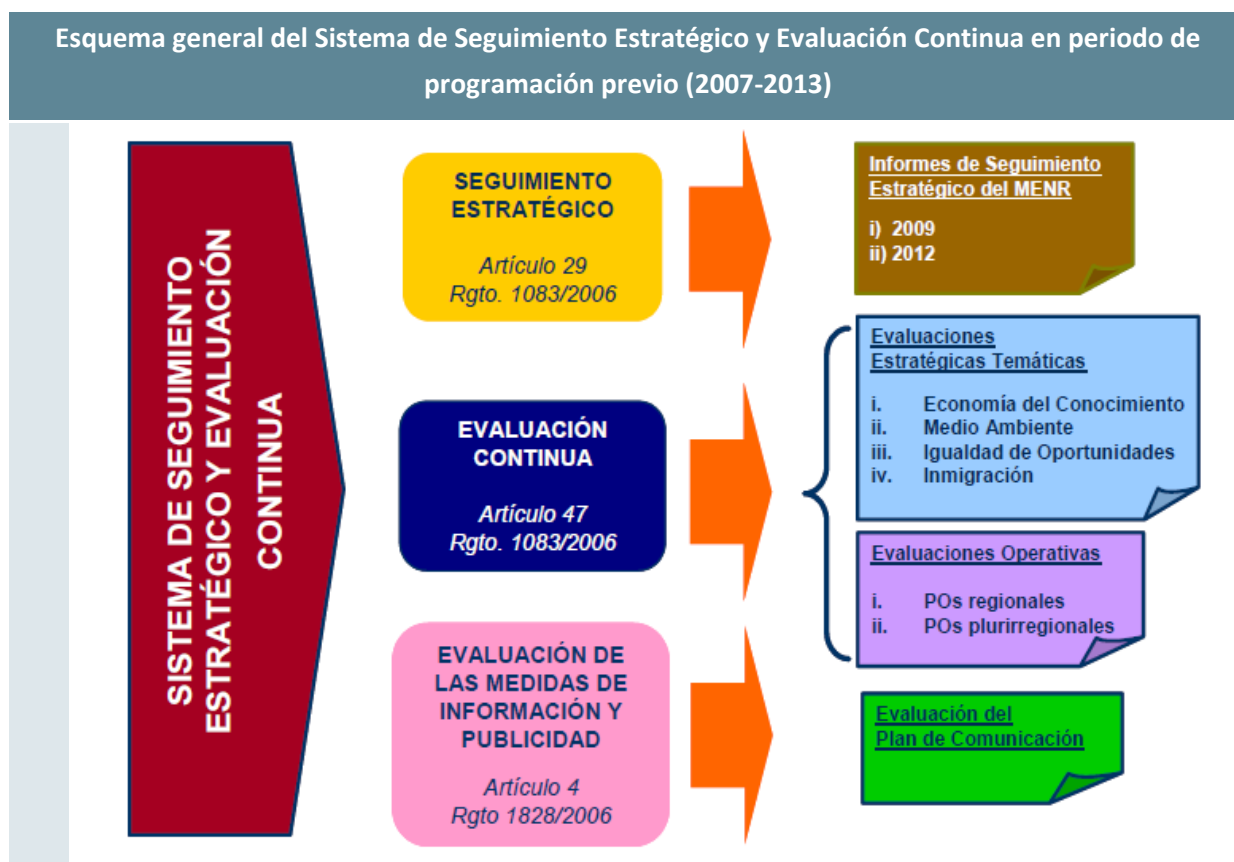 Esquema general del Sistema de Seguimiento Estratégico y Evaluación Continua en periodo de
programación previo (2007-2013)
SISTEMA DE SEGUIMIENTO
ESTRATÉGICO Y EVALUACIÓN
CONTINUA
SEGUIMIENTO
ESTRATÉGICO
Artículo 29
Rgto. 1083/2006
Informes de Seguimiento
Estratégico del MENR
i) 2009
ii) 2012
EVALUACIÓN
CONTINUA
Artículo 47
Rgto. 1083/2006
Evaluaciones
Estratégicas Temáticas
i. Economía del Conocimiento
ii. Medio Ambiente
iii. Igualdad de Oportunidades
iv. Inmigración
Evaluaciones Operativas
i. POs regionales
ii. POs plurirregionales
EVALUACIÓN DE
LAS MEDIDAS DE
INFORMACIÓN Y
PUBLICIDAD
Artículo 4
Rgto 1828/2006
Evaluación del
Plan de Comunicación